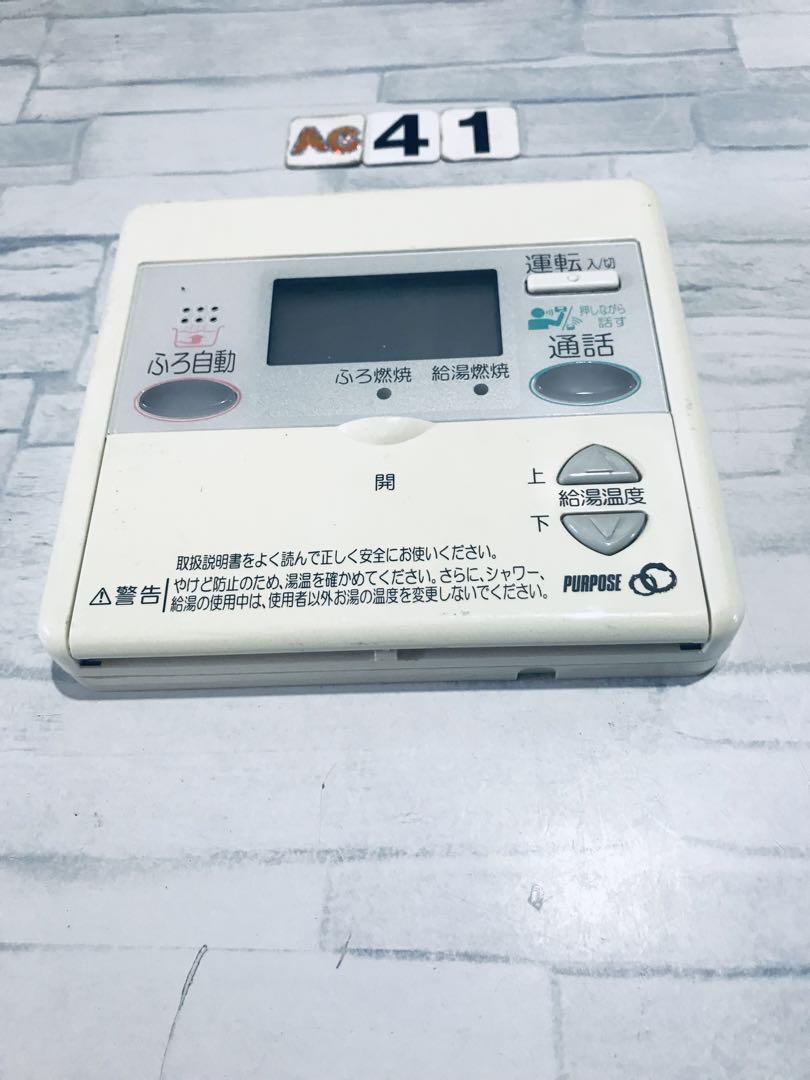 AG 41
運転 入/切
押しながら
話す
通話
ふろ自動
ふろ燃焼 給湯燃焼
開
上
給湯温度
下
取扱説明書をよく読んで正しく安全にお使いください。
⚠警告
やけど防止のため、湯温を確かめてください。さらに、シャワー、
給湯の使用中は、使用者以外お湯の温度を変更しないでください。
PURPOSE